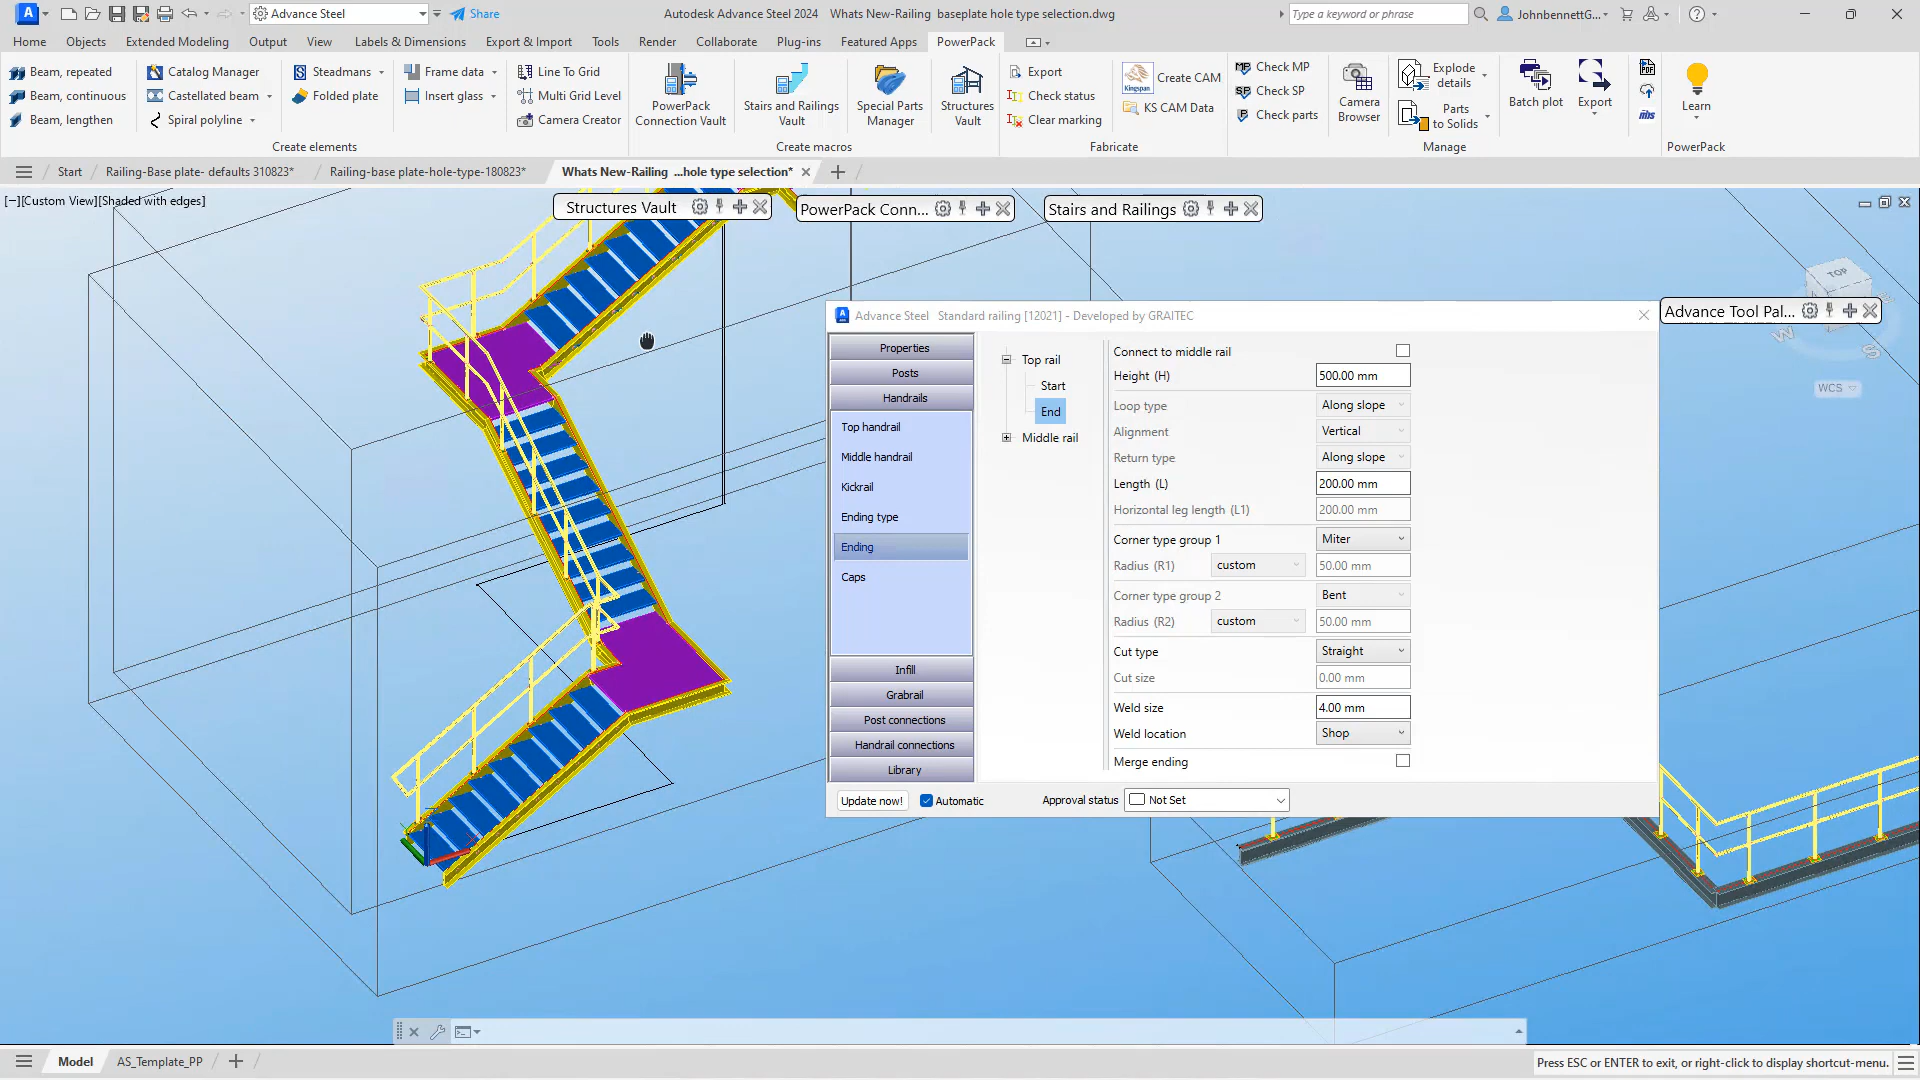 Advance Steel
Share
Autodesk Advance Steel 2024 Whats New-Railing baseplate hole type selection.dwg
Type a keyword or phrase
JohnbennettG...
Home Objects Extended Modeling Output View Labels & Dimensions Export & Import Tools Render Collaborate Plug-ins Featured Apps PowerPack
Beam, repeated
Beam, continuous
Beam, lengthen
Catalog Manager
Castellated beam
Spiral polyline
Steadmans
Folded plate
Frame data
Insert glass
Line To Grid
Multi Grid Level
Camera Creator
Create elements
PowerPack
Connection Vault
Stairs and Railings
Vault
Special Parts
Manager
Structures
Vault
Create macros
Export
Check status
Clear marking
Kingspan
Create CAM
KS CAM Data
Fabricate
MP Check MP
SP Check SP
P Check parts
Camera
Browser
Explode
details
Parts
to Solids
Batch plot
Export
Manage
PDF
nbs
Learn
PowerPack
Start
Railing-Base plate- defaults 310823*
Railing-base plate-hole-type-180823*
Whats New-Railing ...hole type selection*
[−][Custom View][Shaded with edges]
Structures Vault
PowerPack Conn...
Stairs and Railings
TOP
W
S
WCS
Advance Tool Pal...
Advance Steel Standard railing [12021] - Developed by GRAITEC
Properties
Posts
Handrails
Top handrail
Middle handrail
Kickrail
Ending type
Ending
Caps
Infill
Grabrail
Post connections
Handrail connections
Library
Top rail
Start
End
Middle rail
Connect to middle rail
Height (H) 500.00 mm
Loop type Along slope
Alignment Vertical
Return type Along slope
Length (L) 200.00 mm
Horizontal leg length (L1) 200.00 mm
Corner type group 1 Miter
Radius (R1) custom 50.00 mm
Corner type group 2 Bent
Radius (R2) custom 50.00 mm
Cut type Straight
Cut size 0.00 mm
Weld size 4.00 mm
Weld location Shop
Merge ending
Update now! Automatic Approval status Not Set
Model AS_Template_PP
Press ESC or ENTER to exit, or right-click to display shortcut-menu.